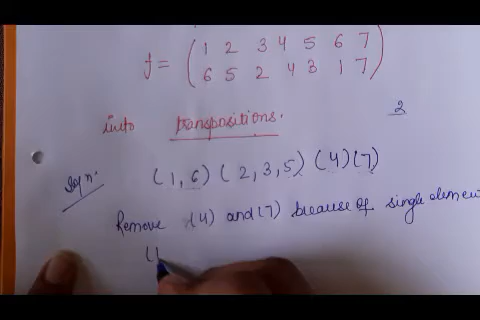 f = ( 1 2 3 4 5 6 7
6 5 2 4 3 1 7 )
into transpositions.
2
Solⁿ. (1, 6) (2, 3, 5) (4) (7)
Remove (4) and (7) because of single element
(1